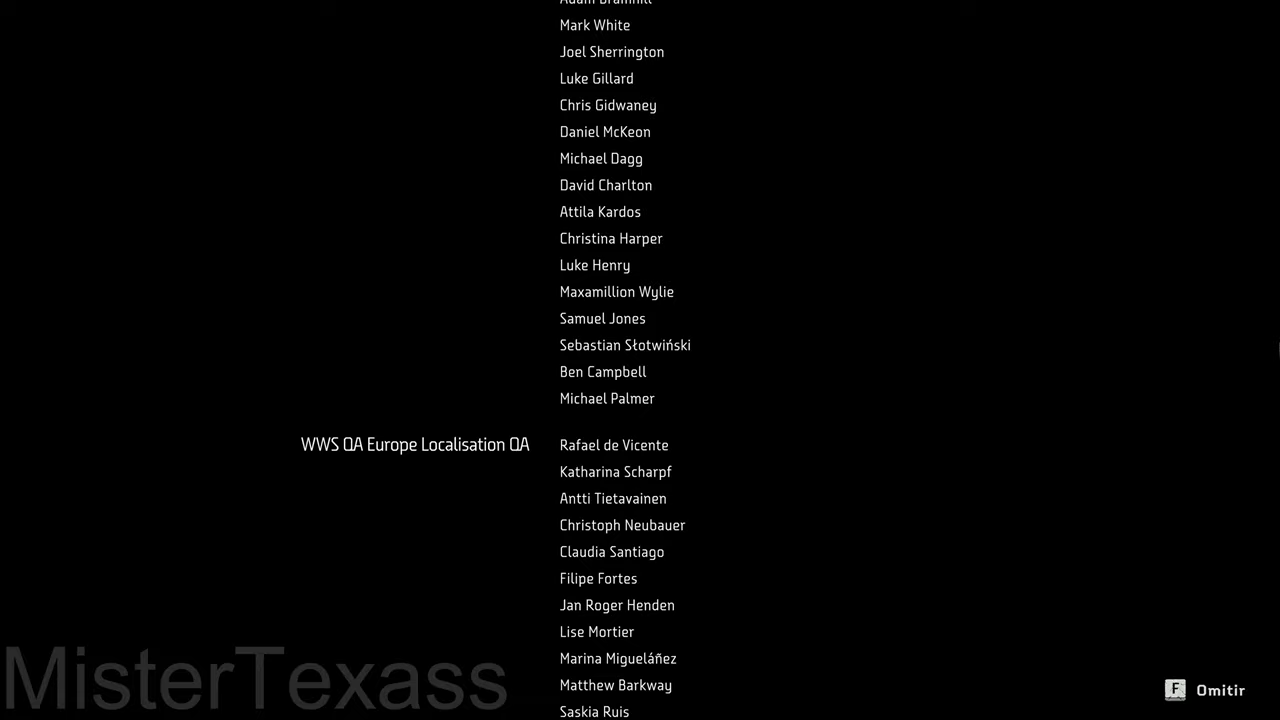 Adam Bramhill
Mark White
Joel Sherrington
Luke Gillard
Chris Gidwaney
Daniel McKeon
Michael Dagg
David Charlton
Attila Kardos
Christina Harper
Luke Henry
Maxamillion Wylie
Samuel Jones
Sebastian Słotwiński
Ben Campbell
Michael Palmer
WWS QA Europe Localisation QA Rafael de Vicente
Katharina Scharpf
Antti Tietavainen
Christoph Neubauer
Claudia Santiago
Filipe Fortes
Jan Roger Henden
Lise Mortier
Marina Migueláñez
Matthew Barkway
Saskia Ruis
MisterTexass
F Omitir